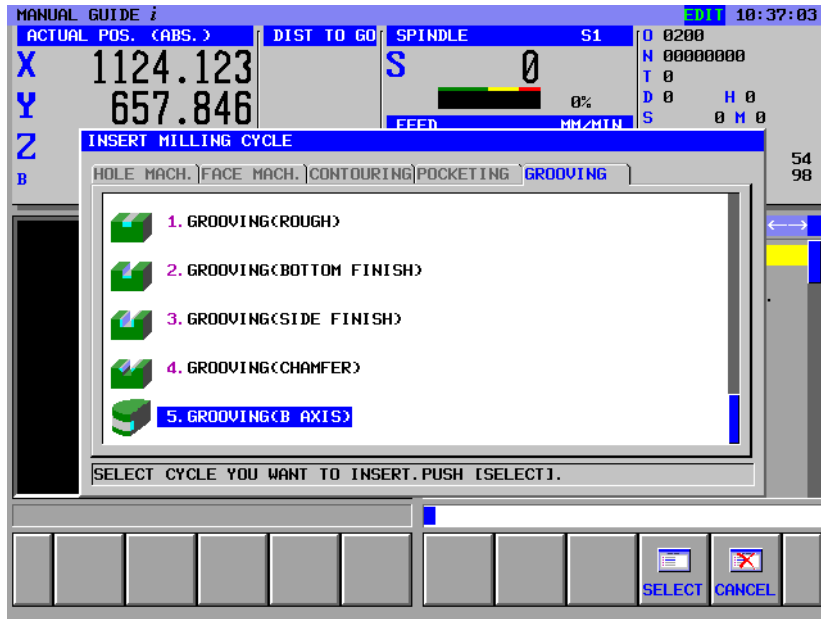 MANUAL GUIDE i EDIT 10:37:03
ACTUAL POS. (ABS.) DIST TO GO SPINDLE S1 O 0200
X 1124.123 S 0 N 00000000
T 0
Y 657.846 0% D 0 H 0
FEED MM/MIN S 0 M 0
Z INSERT MILLING CYCLE
54
B HOLE MACH. FACE MACH. CONTOURING POCKETING GROOVING 98
1. GROOVING(ROUGH)
2. GROOVING(BOTTOM FINISH)
3. GROOVING(SIDE FINISH)
4. GROOVING(CHAMFER)
5. GROOVING(B AXIS)
SELECT CYCLE YOU WANT TO INSERT.PUSH [SELECT].
SELECT CANCEL